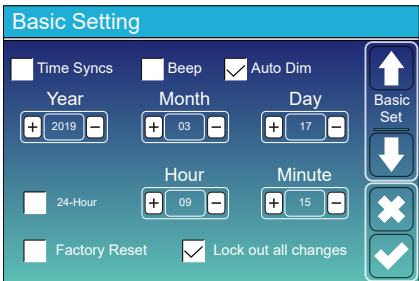 Basic Setting
Time Syncs Beep Auto Dim
Year Month Day
Basic Set
+ 2019 − + 03 − + 17 −
Hour Minute
24-Hour + 09 − + 15 −
Factory Reset Lock out all changes